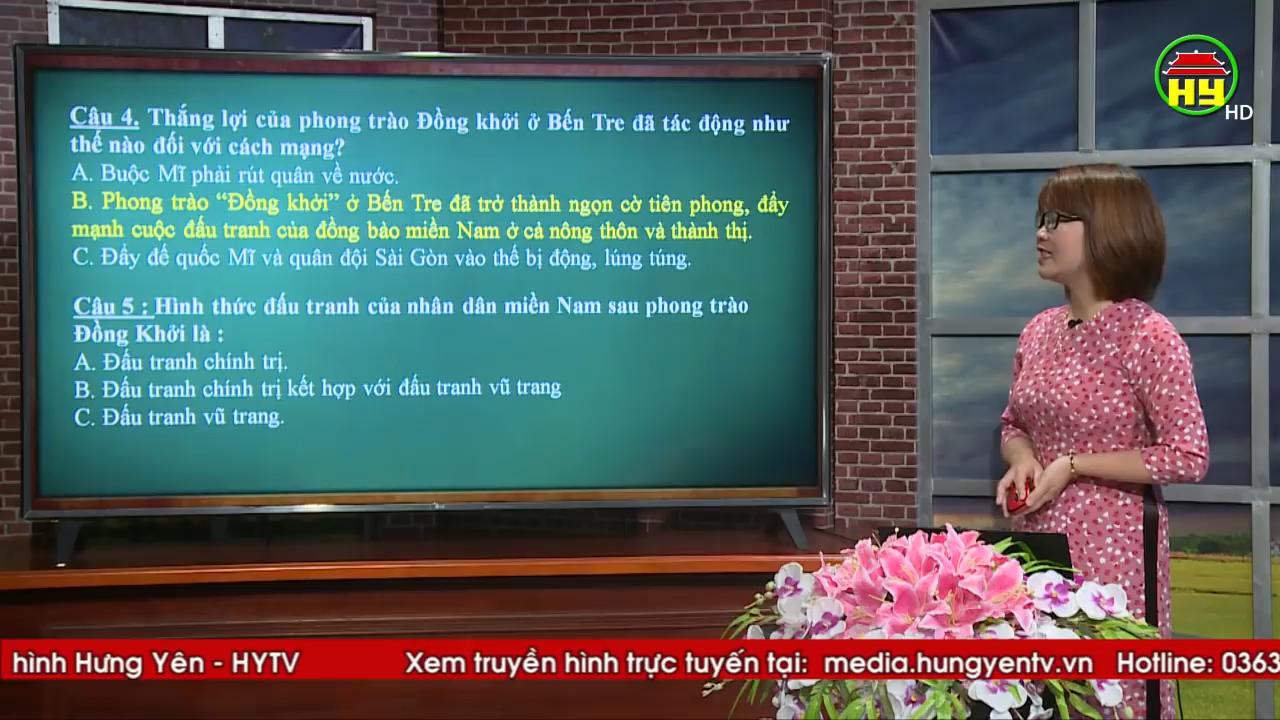 HY
HD
Câu 4. Thắng lợi của phong trào Đồng khởi ở Bến Tre đã tác động như
thế nào đối với cách mạng?
A. Buộc Mĩ phải rút quân về nước.
B. Phong trào “Đồng khởi” ở Bến Tre đã trở thành ngọn cờ tiên phong, đẩy
mạnh cuộc đấu tranh của đồng bào miền Nam ở cả nông thôn và thành thị.
C. Đẩy đế quốc Mĩ và quân đội Sài Gòn vào thế bị động, lúng túng.
Câu 5 : Hình thức đấu tranh của nhân dân miền Nam sau phong trào
Đồng Khởi là :
A. Đấu tranh chính trị.
B. Đấu tranh chính trị kết hợp với đấu tranh vũ trang
C. Đấu tranh vũ trang.
hình Hưng Yên - HYTV Xem truyền hình trực tuyến tại: media.hungyentv.vn Hotline: 0363